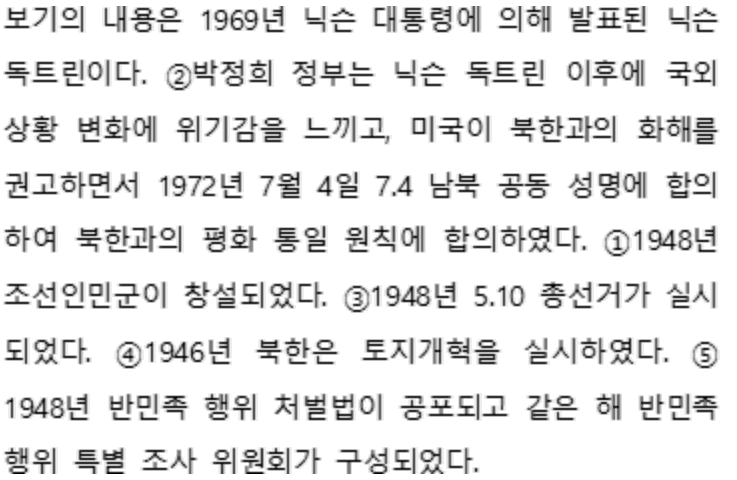 보기의 내용은 1969년 닉슨 대통령에 의해 발표된 닉슨
독트린이다. ②박정희 정부는 닉슨 독트린 이후에 국외
상황 변화에 위기감을 느끼고, 미국이 북한과의 화해를
권고하면서 1972년 7월 4일 7.4 남북 공동 성명에 합의
하여 북한과의 평화 통일 원칙에 합의하였다. ①1948년
조선인민군이 창설되었다. ③1948년 5.10 총선거가 실시
되었다. ④1946년 북한은 토지개혁을 실시하였다. ⑤
1948년 반민족 행위 처벌법이 공포되고 같은 해 반민족
행위 특별 조사 위원회가 구성되었다.